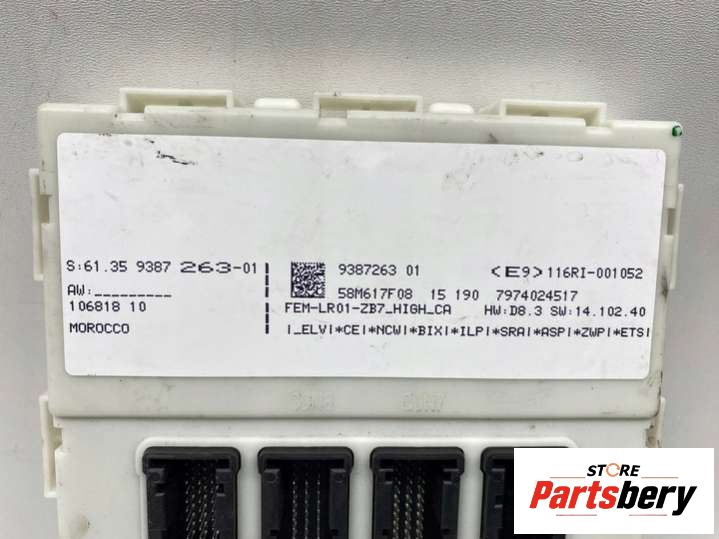 S:61.35 9387 263-01
AW:_________
106818 10
MOROCCO
9387263 01 <E9>116RI-001052
58M617F08 15 190 7974024517
FEM-LR01-ZB7_HIGH_CA HW:D8.3 SW:14.102.40
|_ELV|*CE|*NCW|*BIX|*ILP|*SRA|*ASP|*ZWP|*ETS|
STORE
Partsbery